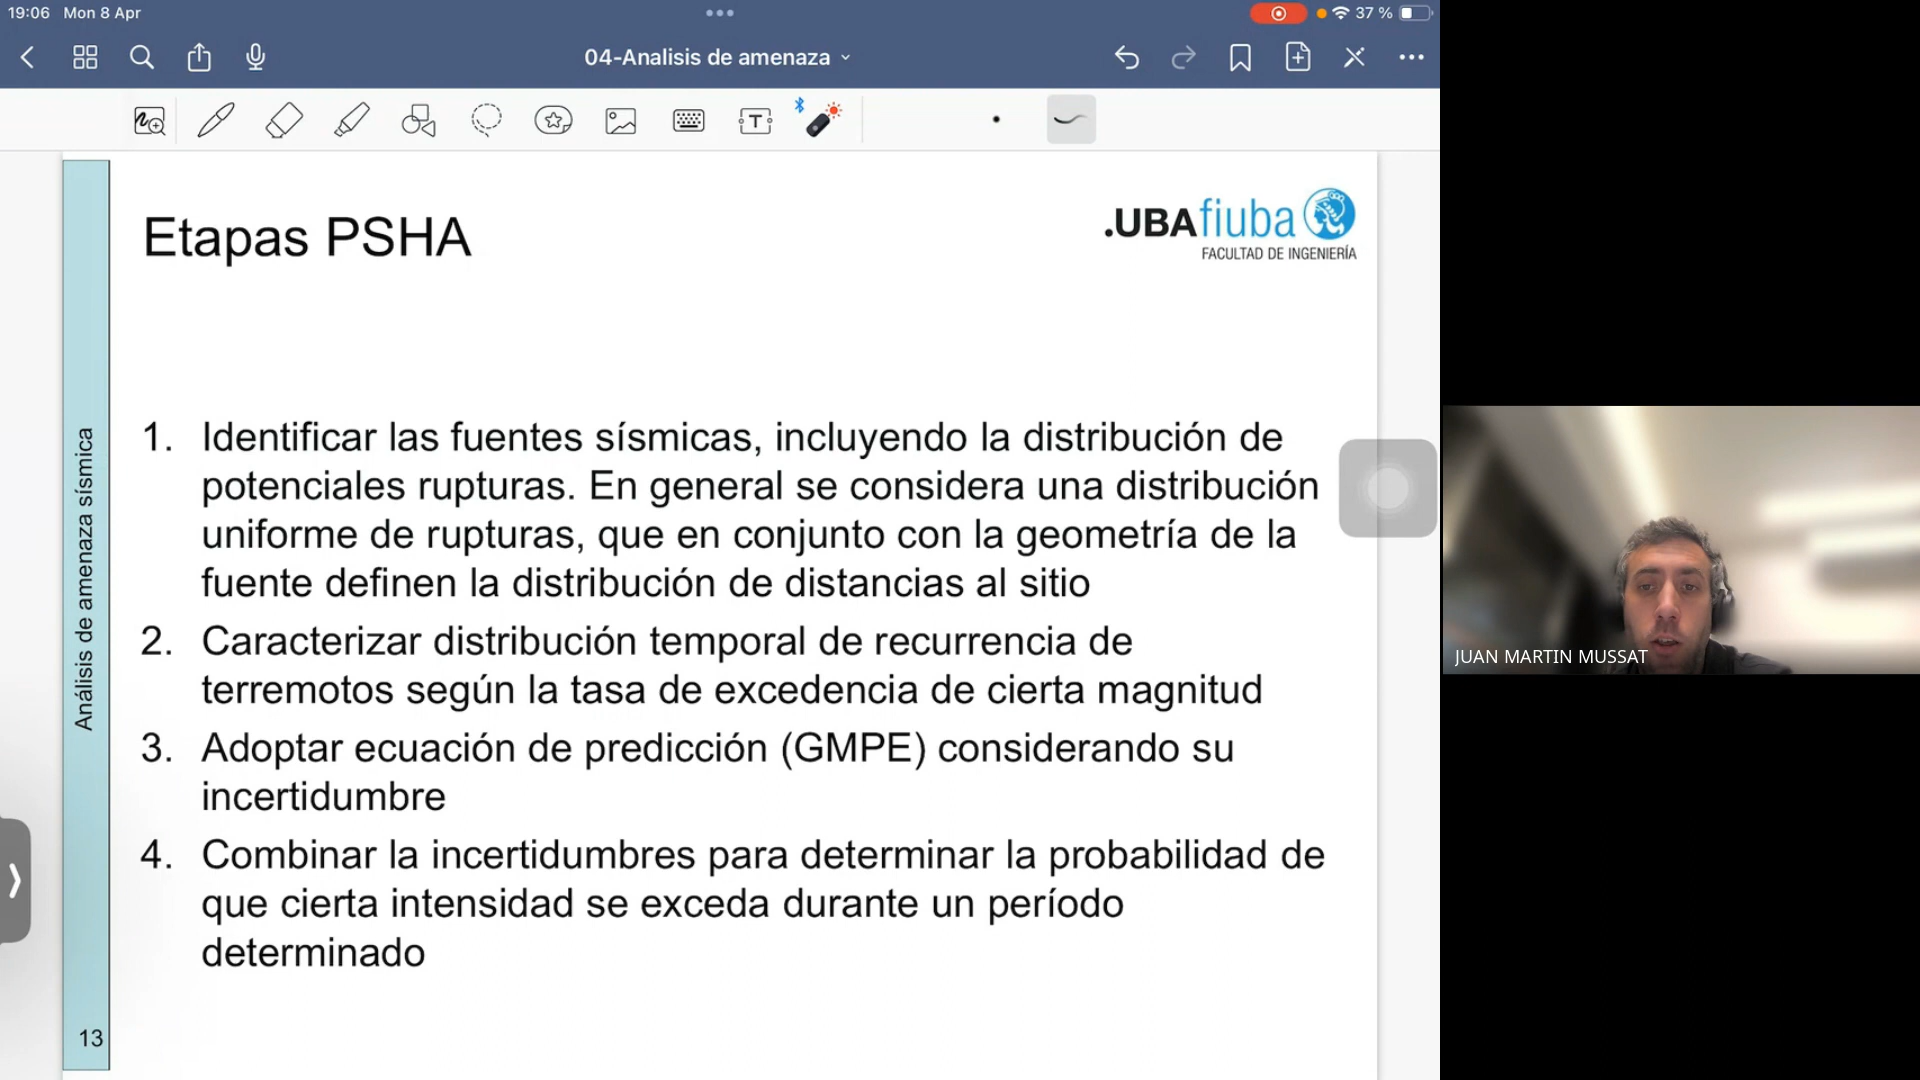 19:06 Mon 8 Apr
37 %
04-Analisis de amenaza
T
Etapas PSHA
.UBAfiuba
FACULTAD DE INGENIERÍA
1. Identificar las fuentes sísmicas, incluyendo la distribución de
potenciales rupturas. En general se considera una distribución
uniforme de rupturas, que en conjunto con la geometría de la
fuente definen la distribución de distancias al sitio
2. Caracterizar distribución temporal de recurrencia de
terremotos según la tasa de excedencia de cierta magnitud
3. Adoptar ecuación de predicción (GMPE) considerando su
incertidumbre
4. Combinar la incertidumbres para determinar la probabilidad de
que cierta intensidad se exceda durante un período
determinado
Análisis de amenaza sísmica
13
JUAN MARTIN MUSSAT